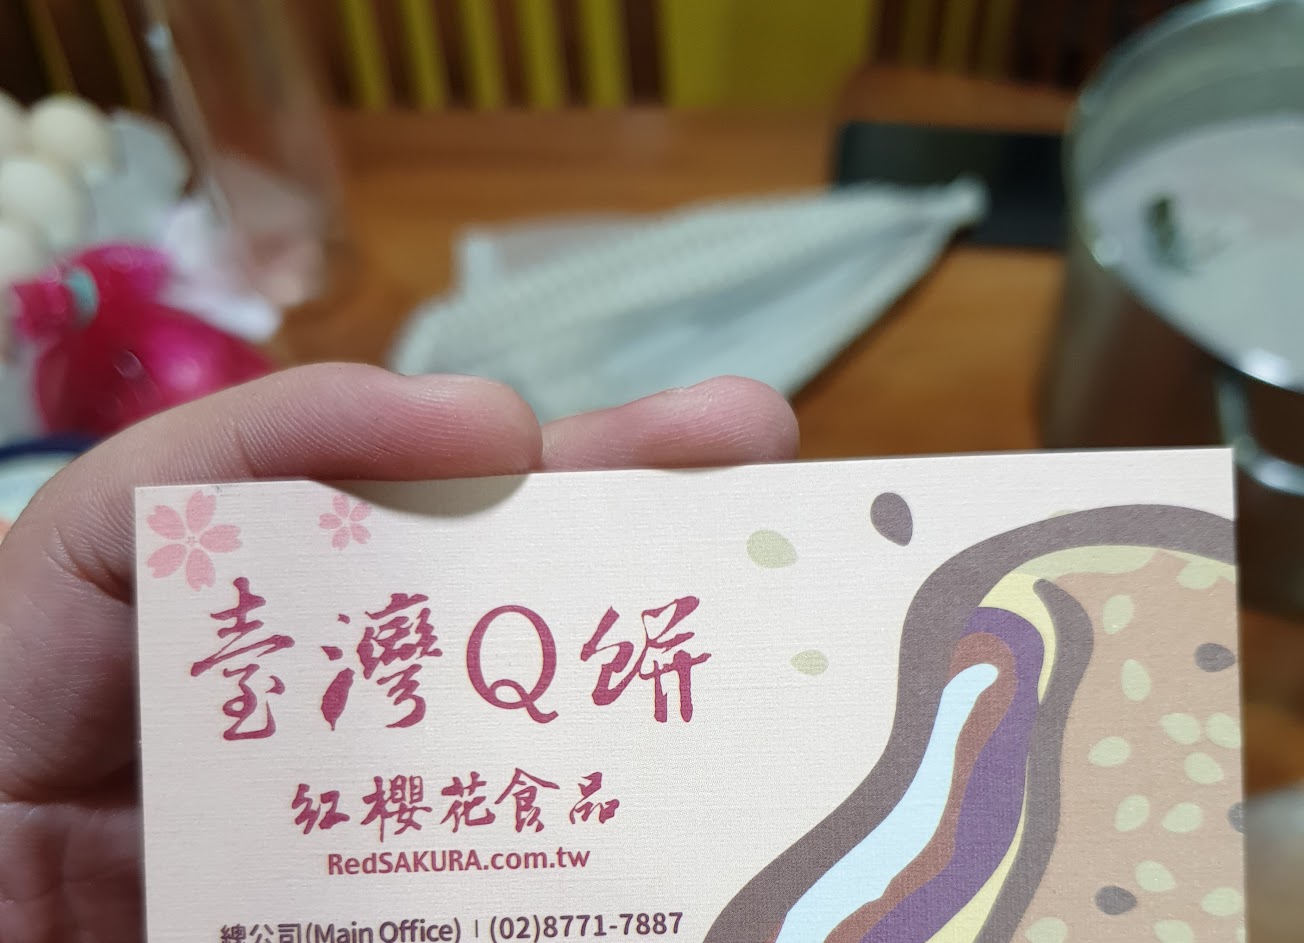 臺灣Q餅
紅櫻花食品
RedSAKURA.com.tw
總公司(Main Office) | (02)8771-7887